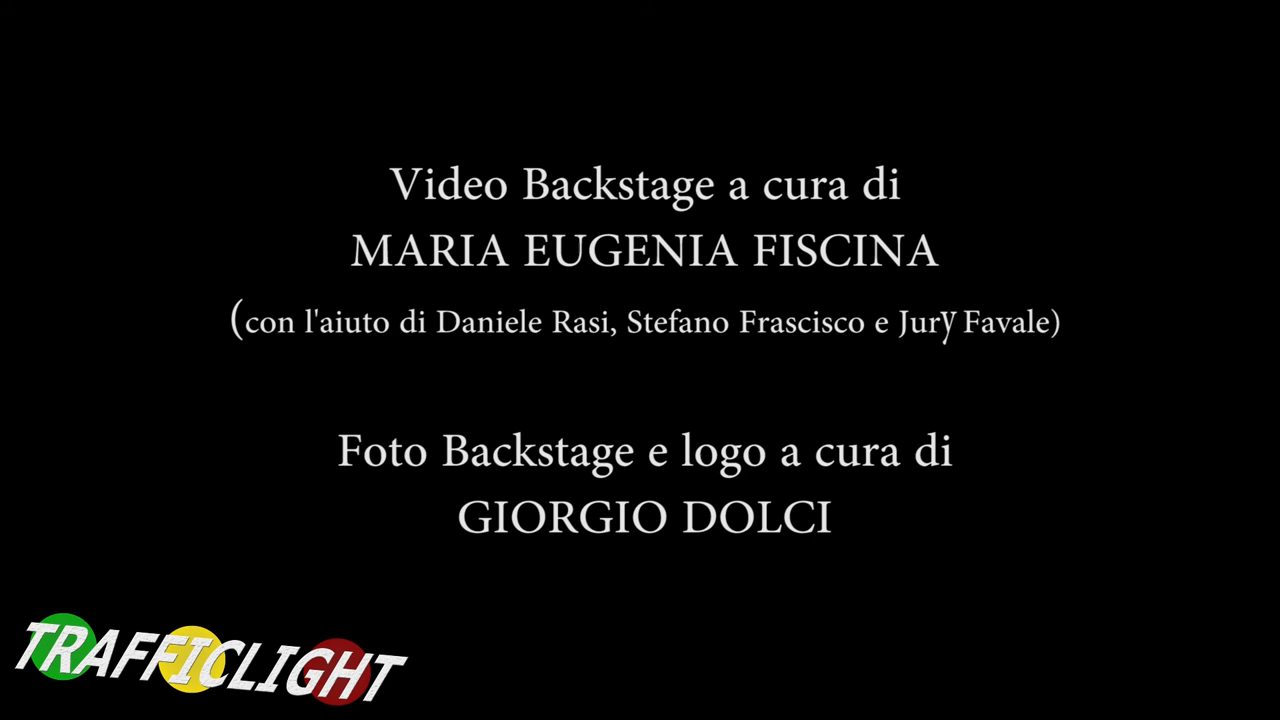 Video Backstage a cura di
MARIA EUGENIA FISCINA
(con l'aiuto di Daniele Rasi, Stefano Frascisco e Jury Favale)
Foto Backstage e logo a cura di
GIORGIO DOLCI
TRAFFICLIGHT